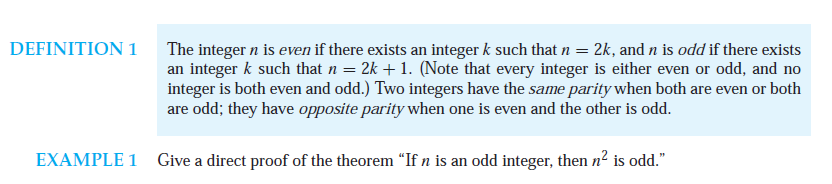 DEFINITION 1 The integer n is even if there exists an integer k such that n = 2k, and n is odd if there exists
an integer k such that n = 2k + 1. (Note that every integer is either even or odd, and no
integer is both even and odd.) Two integers have the same parity when both are even or both
are odd; they have opposite parity when one is even and the other is odd.
EXAMPLE 1 Give a direct proof of the theorem “If n is an odd integer, then n² is odd.”